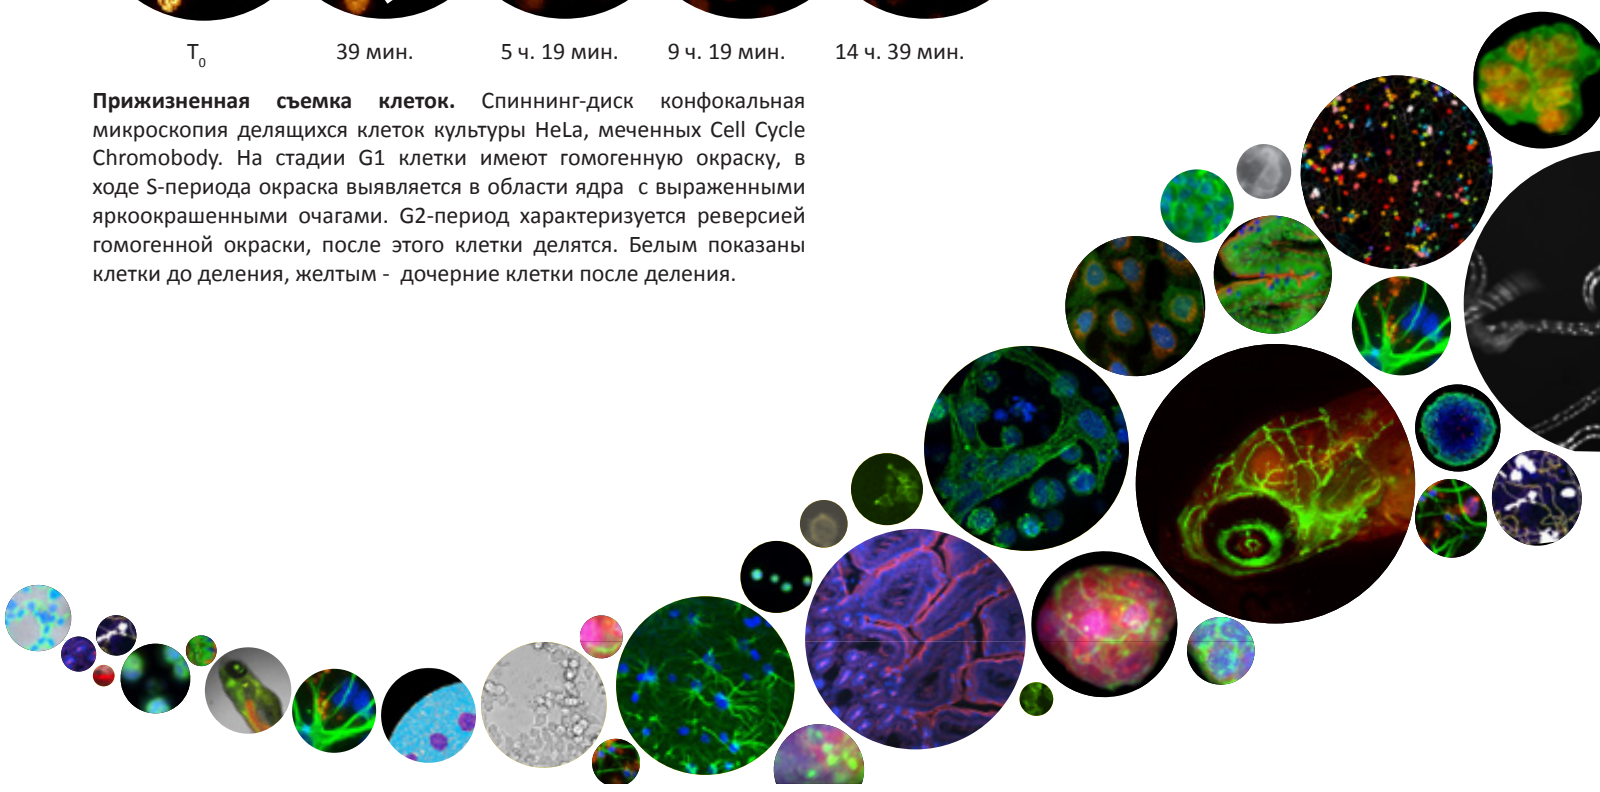 T0 39 мин. 5 ч. 19 мин. 9 ч. 19 мин. 14 ч. 39 мин.
Прижизненная съемка клеток. Спиннинг-диск конфокальная
микроскопия делящихся клеток культуры HeLa, меченных Cell Cycle
Chromobody. На стадии G1 клетки имеют гомогенную окраску, в
ходе S-периода окраска выявляется в области ядра с выраженными
яркоокрашенными очагами. G2-период характеризуется реверсией
гомогенной окраски, после этого клетки делятся. Белым показаны
клетки до деления, желтым - дочерние клетки после деления.